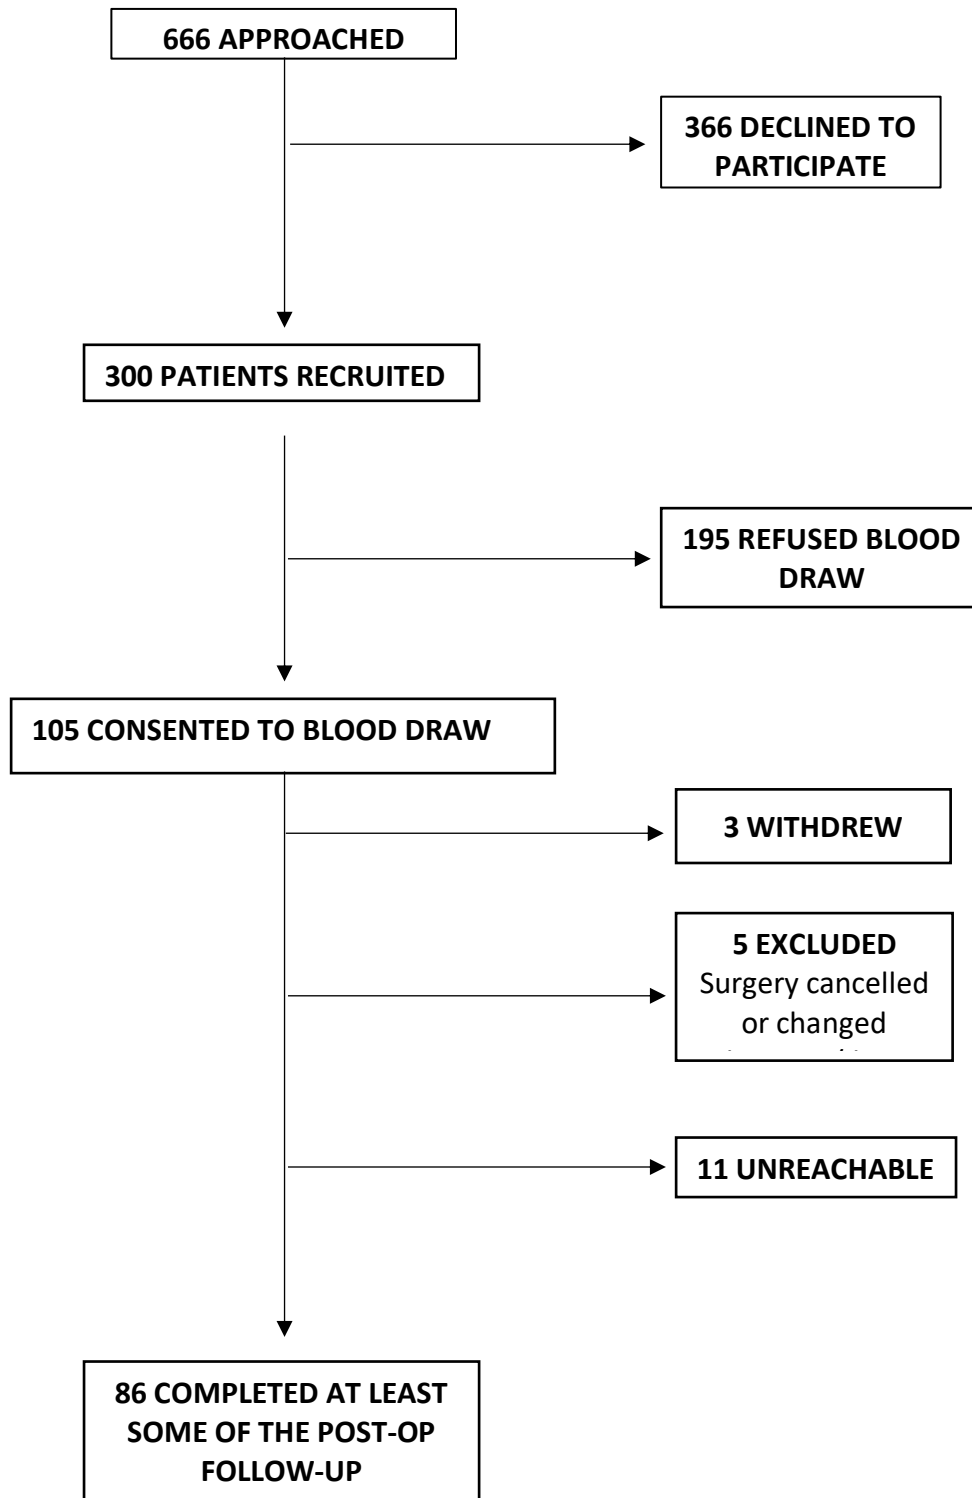 666 APPROACHED
366 DECLINED TO
PARTICIPATE
300 PATIENTS RECRUITED
195 REFUSED BLOOD
DRAW
105 CONSENTED TO BLOOD DRAW
3 WITHDREW
5 EXCLUDED
Surgery cancelled
or changed
11 UNREACHABLE
86 COMPLETED AT LEAST
SOME OF THE POST-OP
FOLLOW-UP